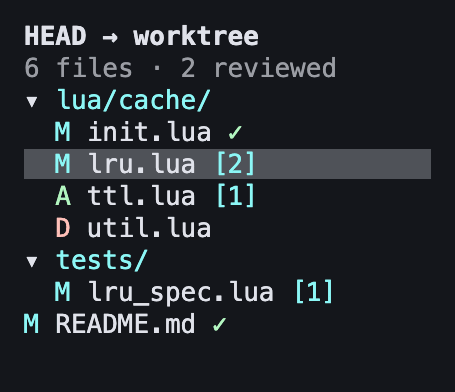 HEAD → worktree
6 files · 2 reviewed
▾ lua/cache/
M init.lua ✓
M lru.lua [2]
A ttl.lua [1]
D util.lua
▾ tests/
M lru_spec.lua [1]
M README.md ✓